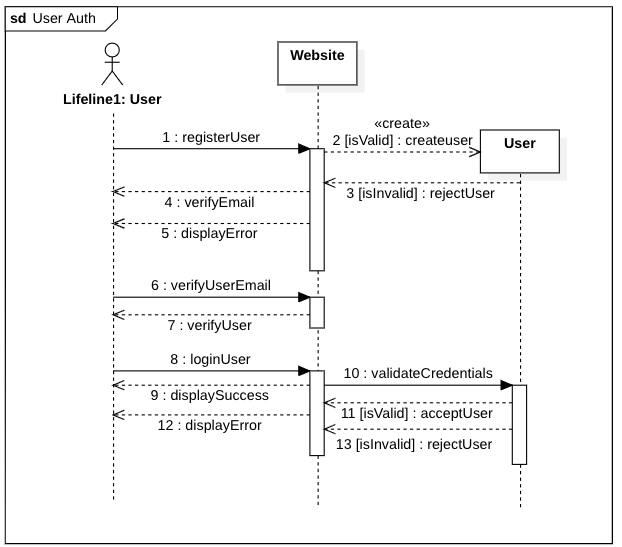 sd User Auth
Website
Lifeline1: User
«create»
1 : registerUser
2 [isValid] : createuser
User
3 [isInvalid] : rejectUser
4 : verifyEmail
5 : displayError
6 : verifyUserEmail
7 : verifyUser
8 : loginUser
10 : validateCredentials
9 : displaySuccess
11 [isValid] : acceptUser
12 : displayError
13 [isInvalid] : rejectUser